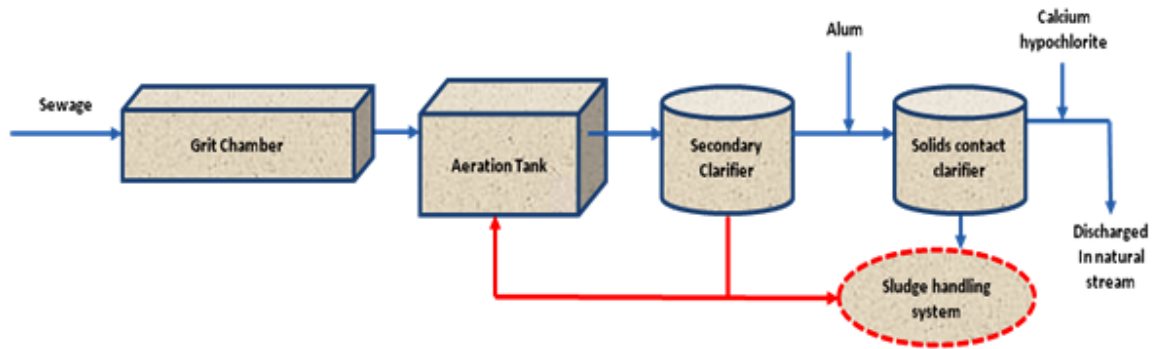 Sewage
Grit Chamber
Aeration Tank
Secondary
Clarifier
Alum
Solids contact
clarifier
Calcium
hypochlorite
Discharged
In natural
stream
Sludge handling
system